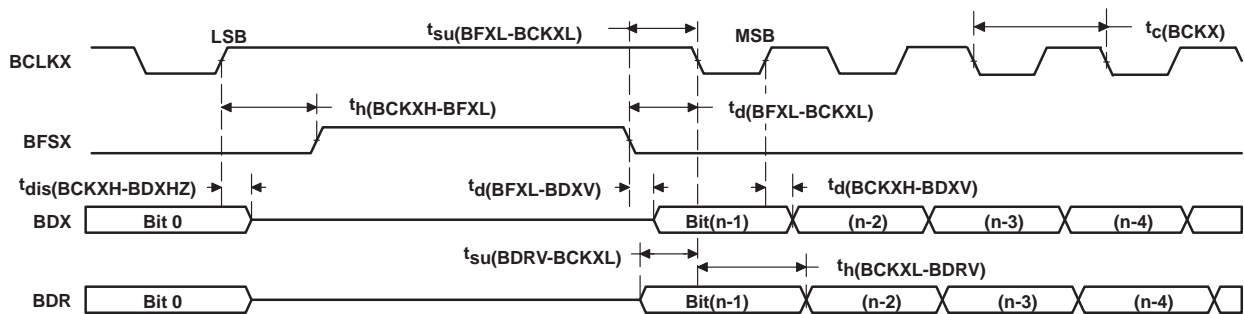 LSB
tsu(BFXL-BCKXL)
MSB
tc(BCKX)
BCLKX
th(BCKXH-BFXL)
td(BFXL-BCKXL)
BFSX
tdis(BCKXH-BDXHZ)
td(BFXL-BDXV)
td(BCKXH-BDXV)
BDX Bit 0 Bit(n-1) (n-2) (n-3) (n-4)
tsu(BDRV-BCKXL)
th(BCKXL-BDRV)
BDR Bit 0 Bit(n-1) (n-2) (n-3) (n-4)